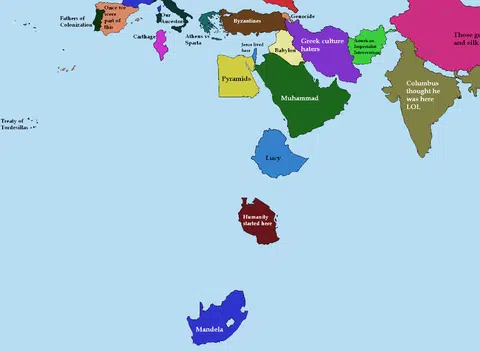 Genocide
Fathers of
Colonization
Once we
were
part of
this
Our
Ancestors
Byzantines
Carthage
Athens vs
Sparta
Jesus lived
here
Babylon
Greek culture
haters
American
Imperialist
Intervention
Those
and silk
Pyramids
Muhammad
Columbus
thought he
was here
LOL
Treaty of
Tordesillas
Lucy
Humanity
started here
Mandela